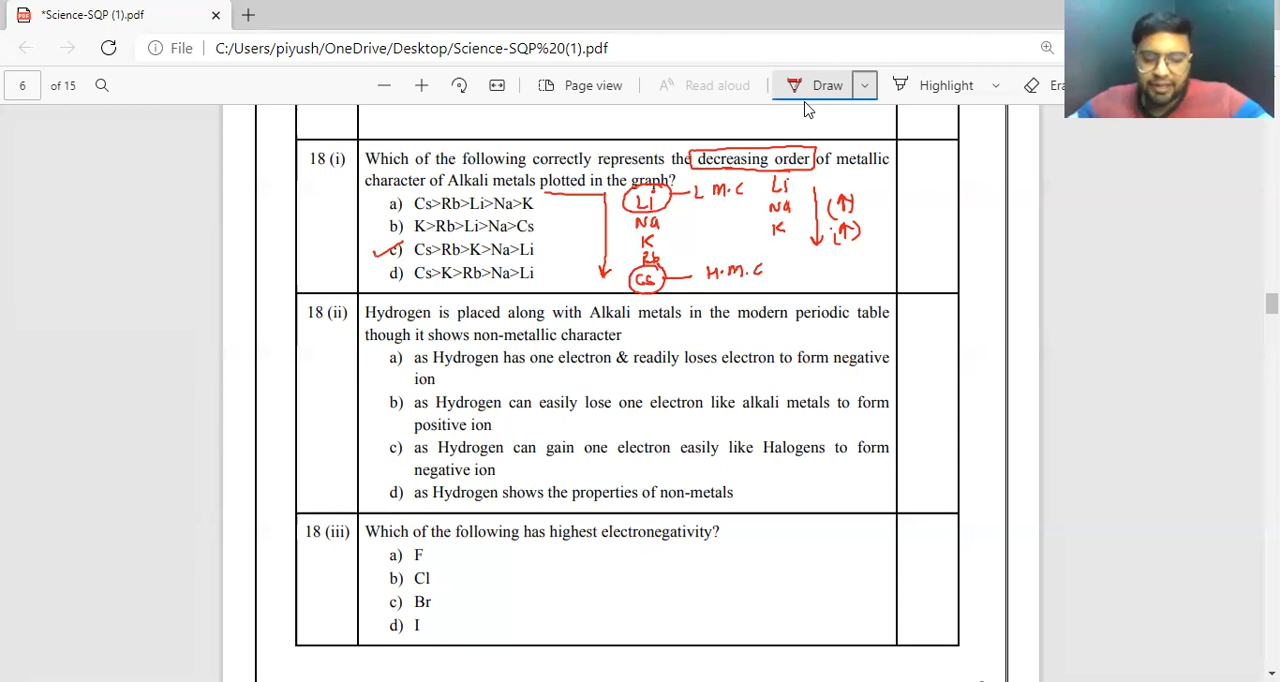 *Science-SQP (1).pdf
File C:/Users/piyush/OneDrive/Desktop/Science-SQP%20(1).pdf
6 of 15 Page view Read aloud Draw Highlight
18 (i) Which of the following correctly represents the decreasing order of metallic
character of Alkali metals plotted in the graph?
a) Cs>Rb>Li>Na>K
b) K>Rb>Li>Na>Cs
c) Cs>Rb>K>Na>Li
d) Cs>K>Rb>Na>Li
Li L M.C
Na
K
Rb
Cs H.M.C
Li
Na
K
18 (ii) Hydrogen is placed along with Alkali metals in the modern periodic table
though it shows non-metallic character
a) as Hydrogen has one electron & readily loses electron to form negative
ion
b) as Hydrogen can easily lose one electron like alkali metals to form
positive ion
c) as Hydrogen can gain one electron easily like Halogens to form
negative ion
d) as Hydrogen shows the properties of non-metals
18 (iii) Which of the following has highest electronegativity?
a) F
b) Cl
c) Br
d) I